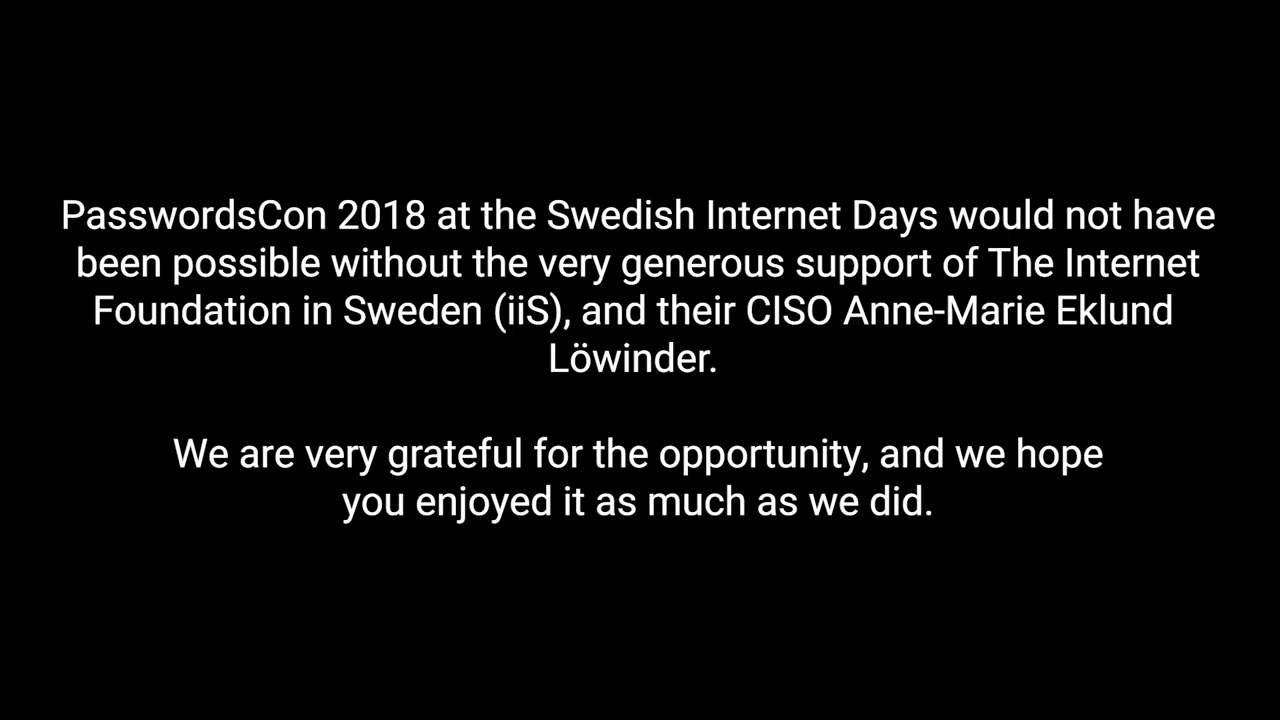 PasswordsCon 2018 at the Swedish Internet Days would not have
been possible without the very generous support of The Internet
Foundation in Sweden (iiS), and their CISO Anne-Marie Eklund
Löwinder.
We are very grateful for the opportunity, and we hope
you enjoyed it as much as we did.